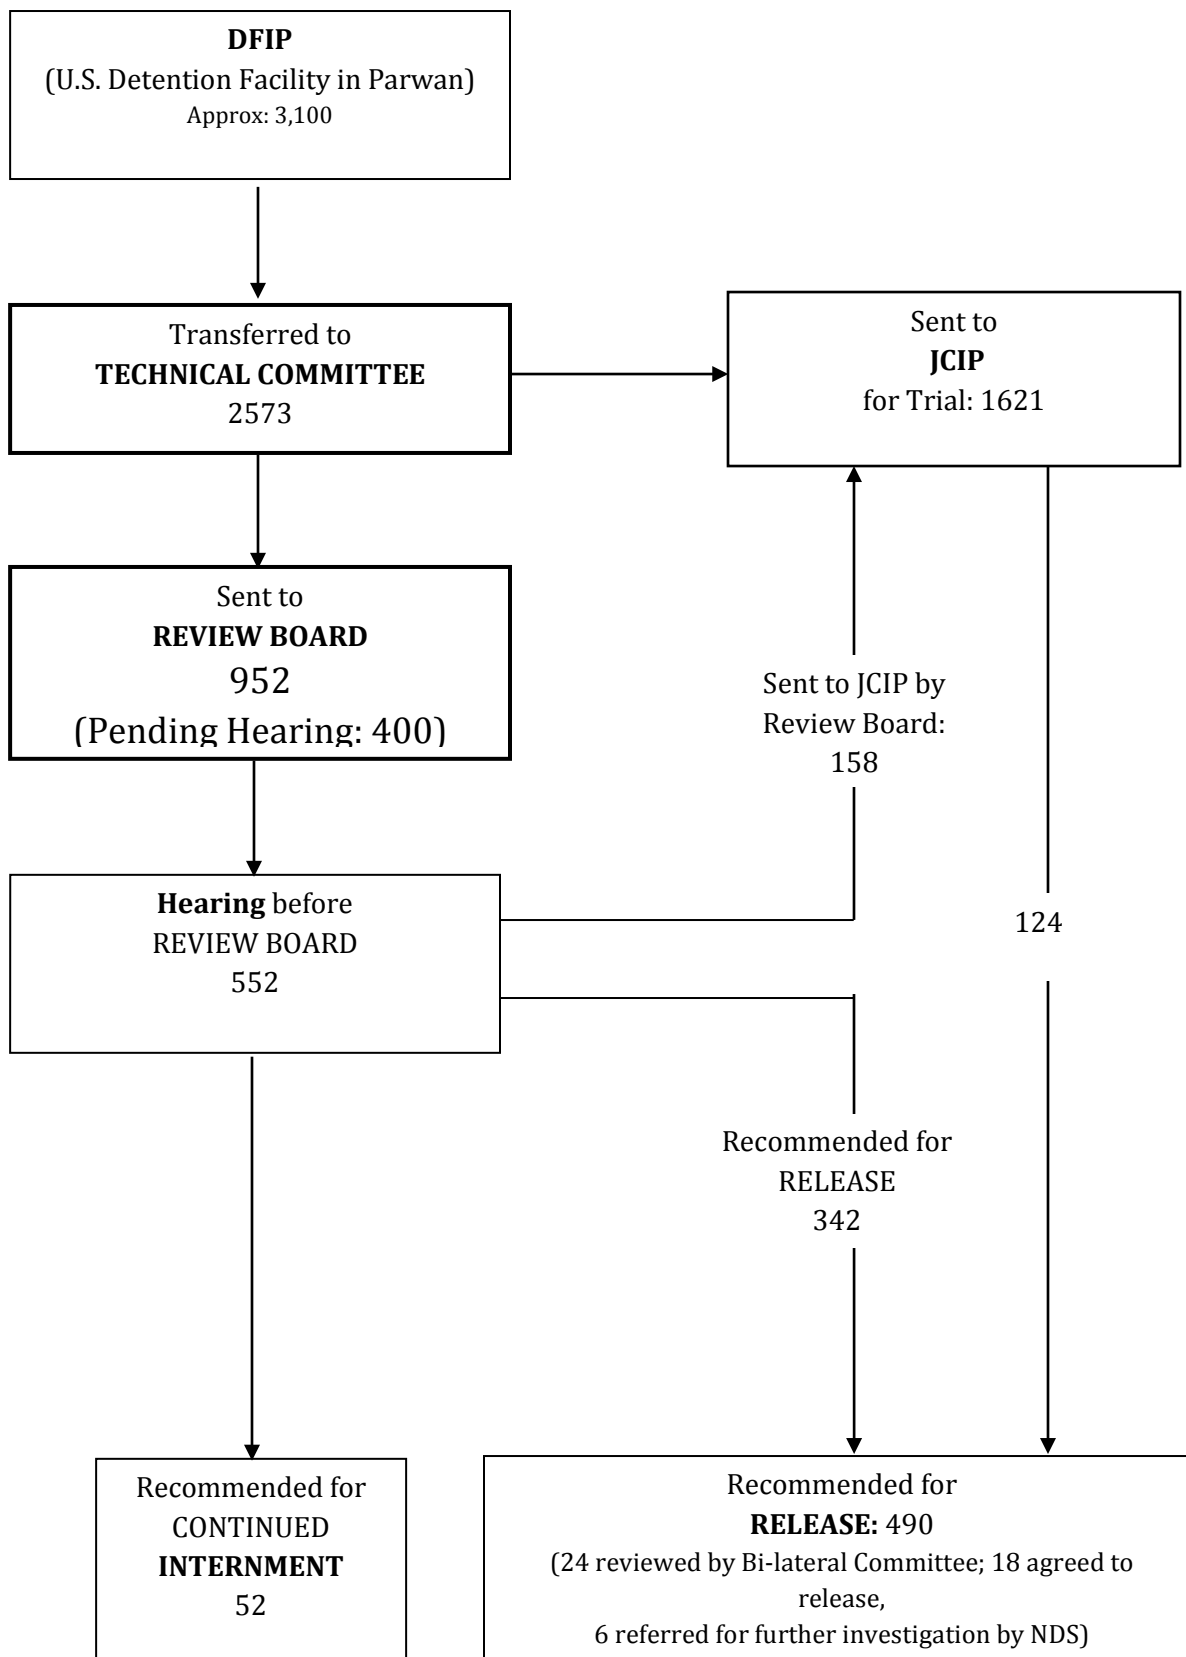 DFIP
(U.S. Detention Facility in Parwan)
Approx: 3,100
Transferred to
TECHNICAL COMMITTEE
2573
Sent to
JCIP
for Trial: 1621
Sent to
REVIEW BOARD
952
(Pending Hearing: 400)
Sent to JCIP by
Review Board:
158
Hearing before
REVIEW BOARD
552
124
Recommended for
RELEASE
342
Recommended for
CONTINUED
INTERNMENT
52
Recommended for
RELEASE: 490
(24 reviewed by Bi-lateral Committee; 18 agreed to
release,
6 referred for further investigation by NDS)